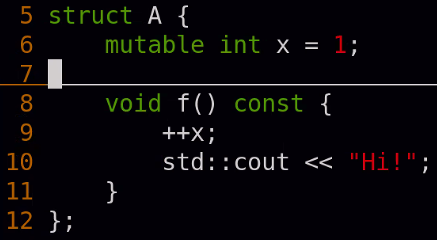 5 struct A {
6     mutable int x = 1;
7
8     void f() const {
9         ++x;
10         std::cout << "Hi!";
11     }
12 };